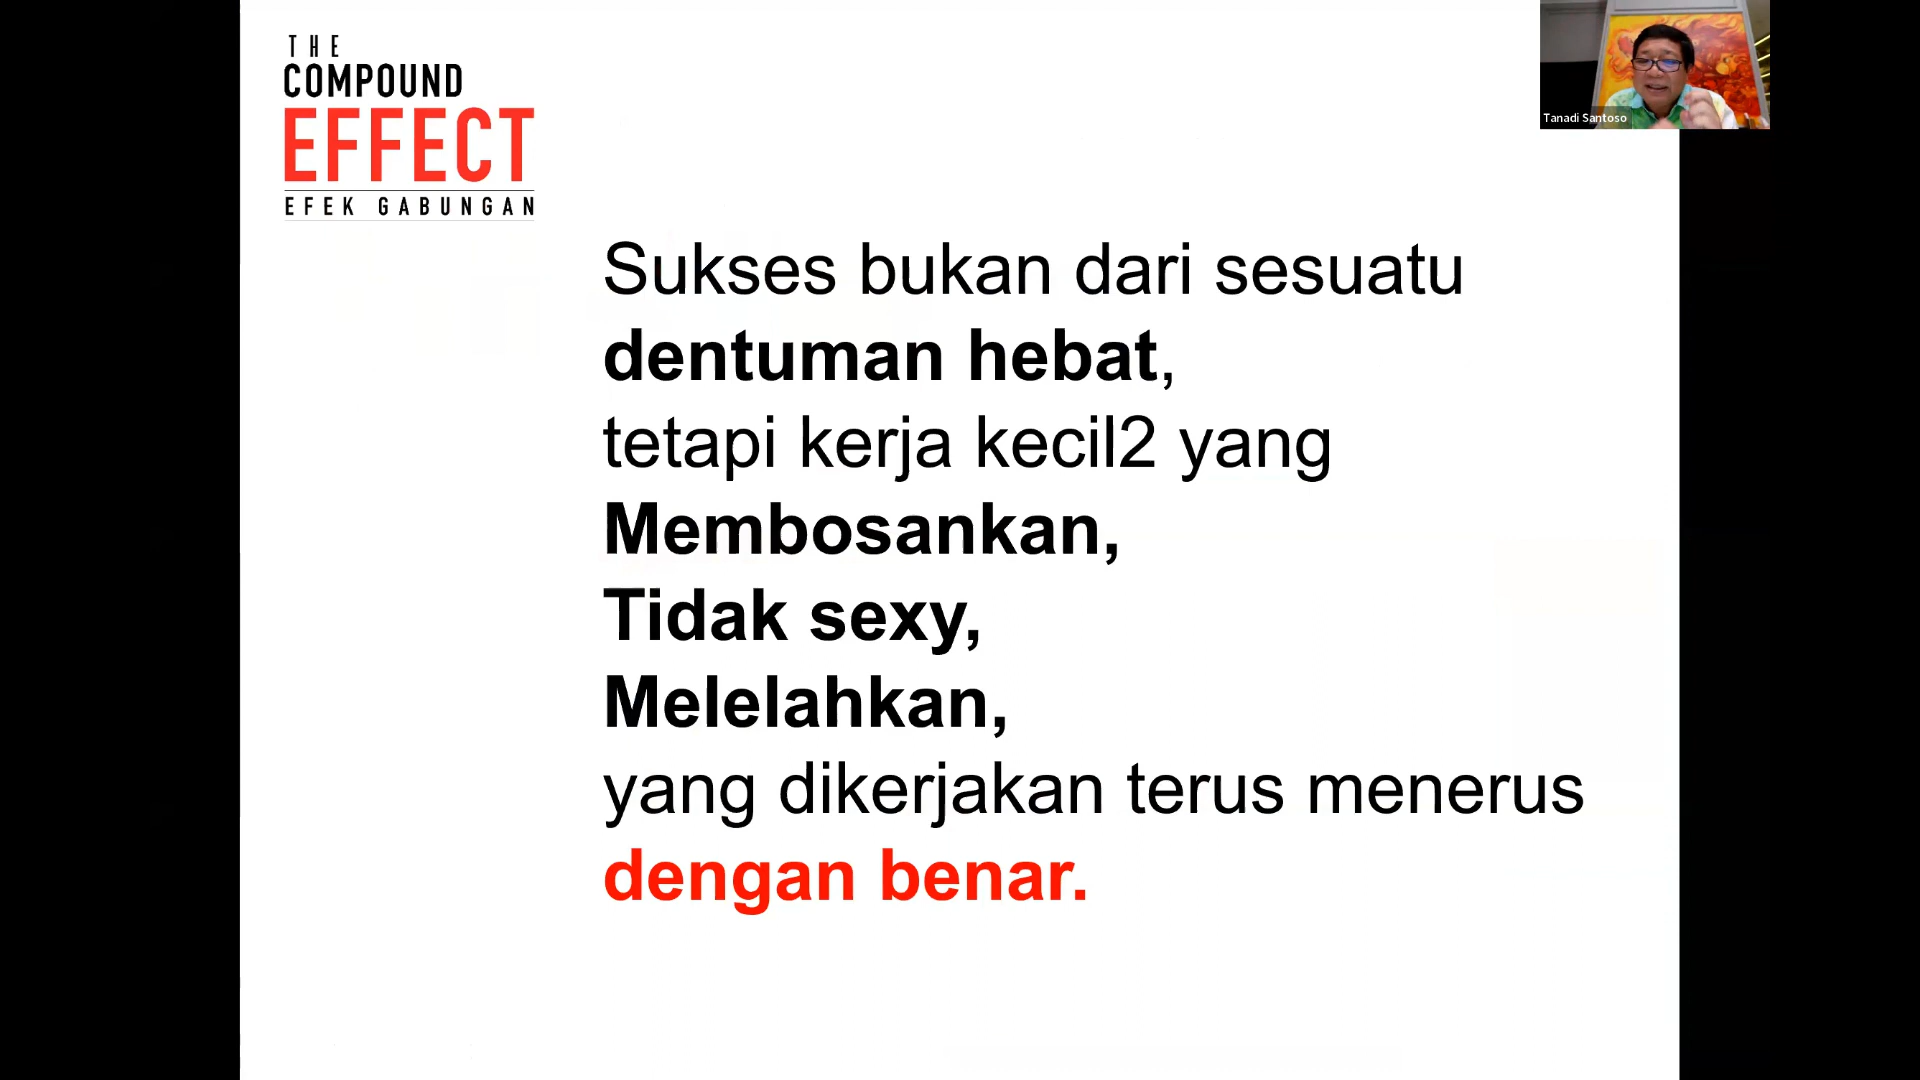 THE
COMPOUND
EFFECT
EFEK GABUNGAN
Tanadi Santoso
Sukses bukan dari sesuatu
dentuman hebat,
tetapi kerja kecil2 yang
Membosankan,
Tidak sexy,
Melelahkan,
yang dikerjakan terus menerus
dengan benar.